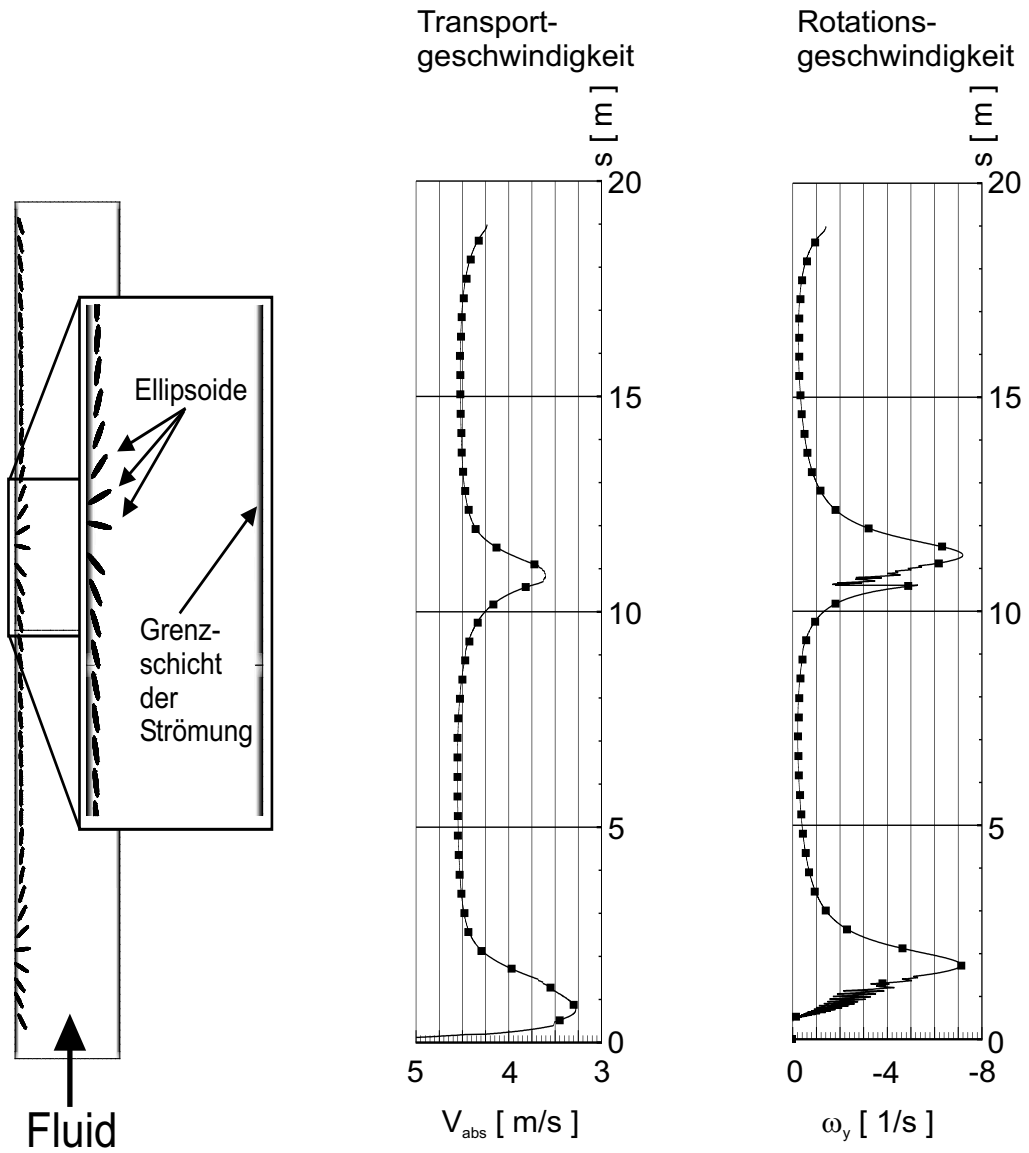 Transport-
geschwindigkeit
Rotations-
geschwindigkeit
s [ m ]
s [ m ]
20
15
10
5
0
20
15
10
5
0
5 4 3
0 -4 -8
V_abs [ m/s ]
ω_y [ 1/s ]
Ellipsoide
Grenz-
schicht
der
Strömung
Fluid